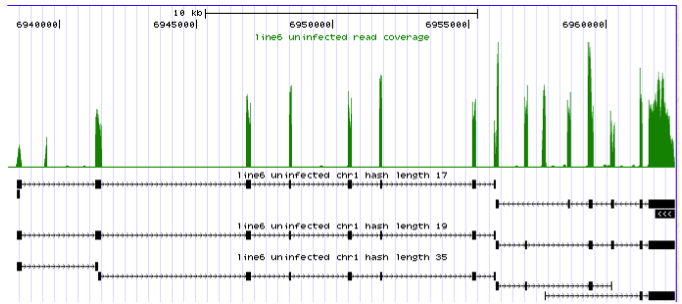 10 kb
6940000 6945000 6950000 6955000 6960000
line6 uninfected read coverage
line6 uninfected chr1 hash length 17
line6 uninfected chr1 hash length 19
line6 uninfected chr1 hash length 35